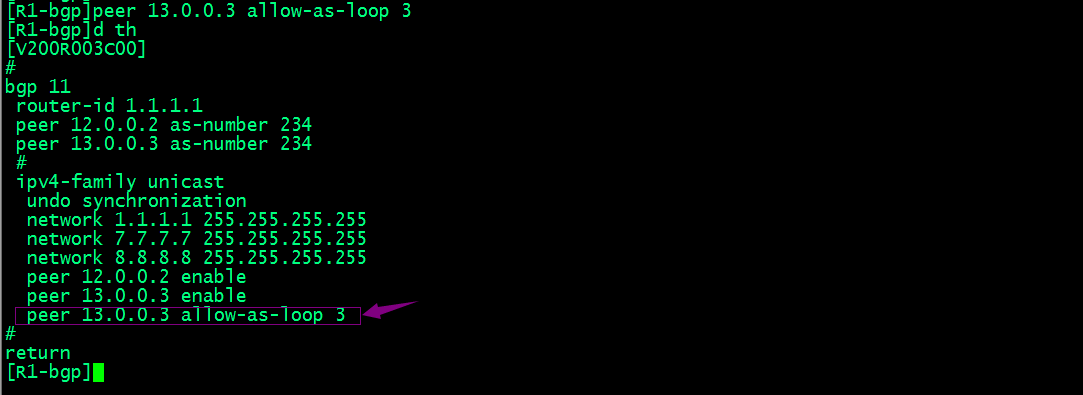 [R1-bgp]peer 13.0.0.3 allow-as-loop 3
[R1-bgp]d th
[V200R003C00]
#
bgp 11
router-id 1.1.1.1
peer 12.0.0.2 as-number 234
peer 13.0.0.3 as-number 234
#
ipv4-family unicast
undo synchronization
network 1.1.1.1 255.255.255.255
network 7.7.7.7 255.255.255.255
network 8.8.8.8 255.255.255.255
peer 12.0.0.2 enable
peer 13.0.0.3 enable
peer 13.0.0.3 allow-as-loop 3
#
return
[R1-bgp]